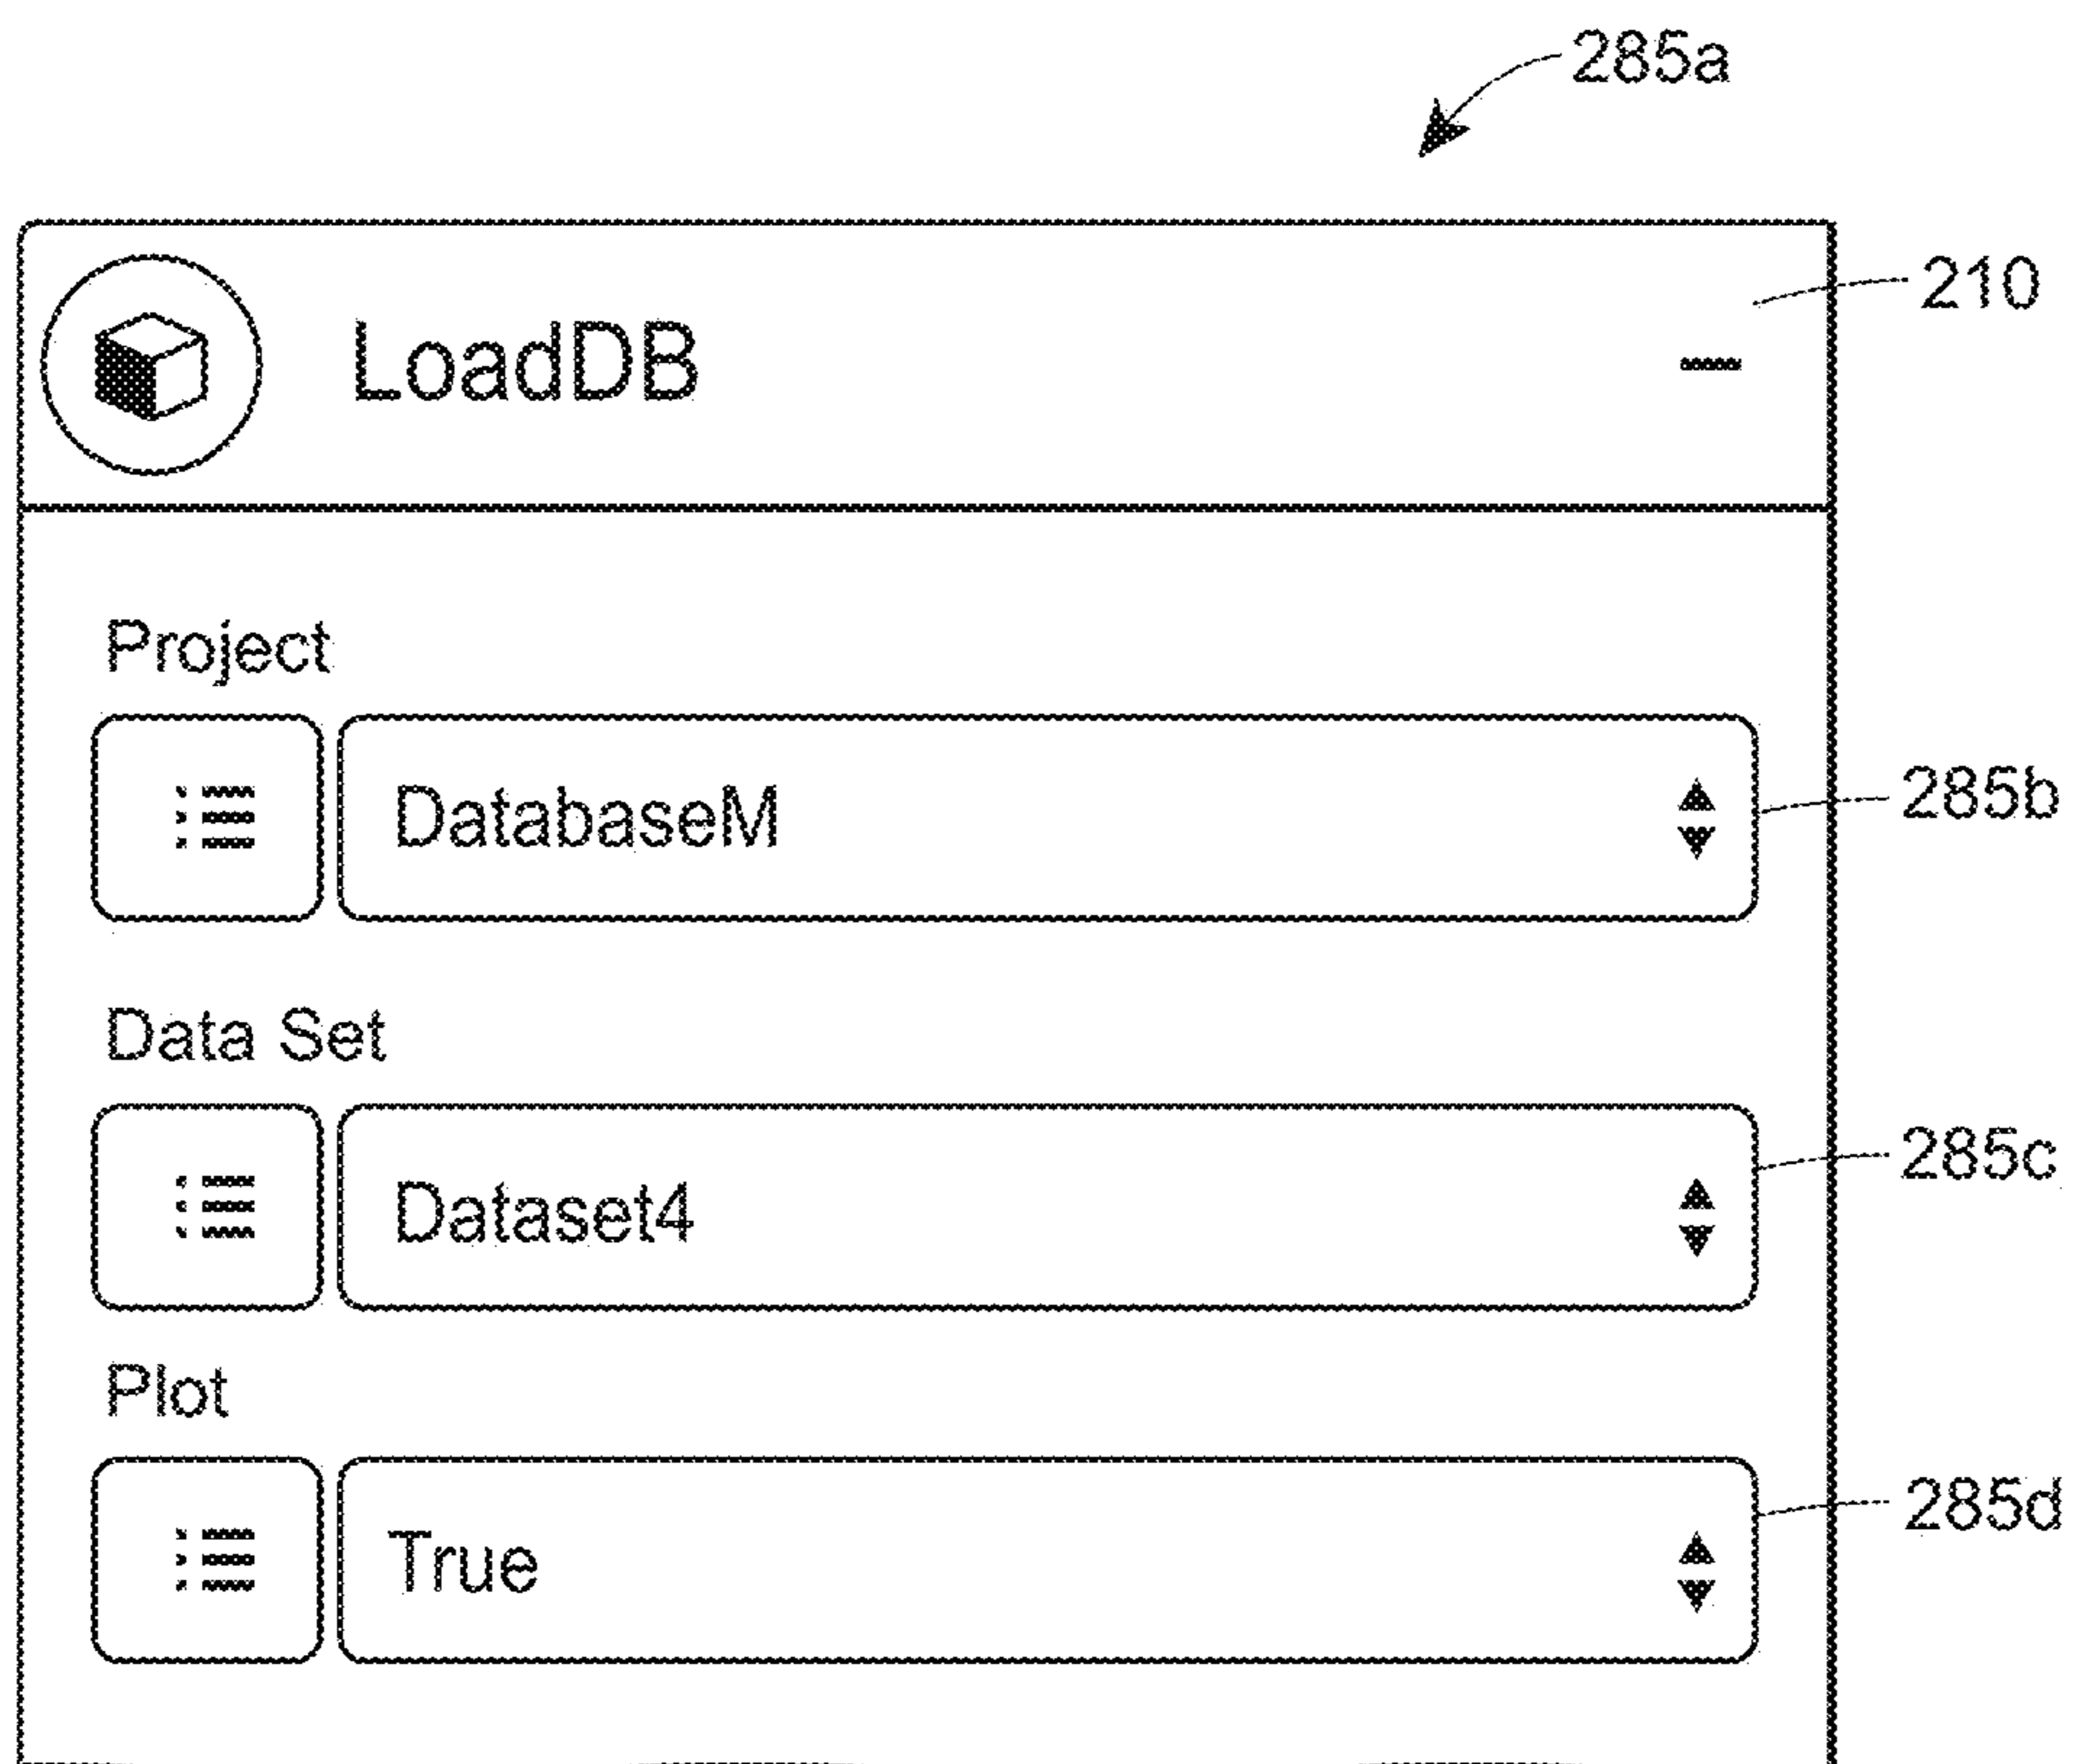 285a
210
LoadDB
Project
DatabaseM
285b
Data Set
Dataset4
285c
Plot
True
285d